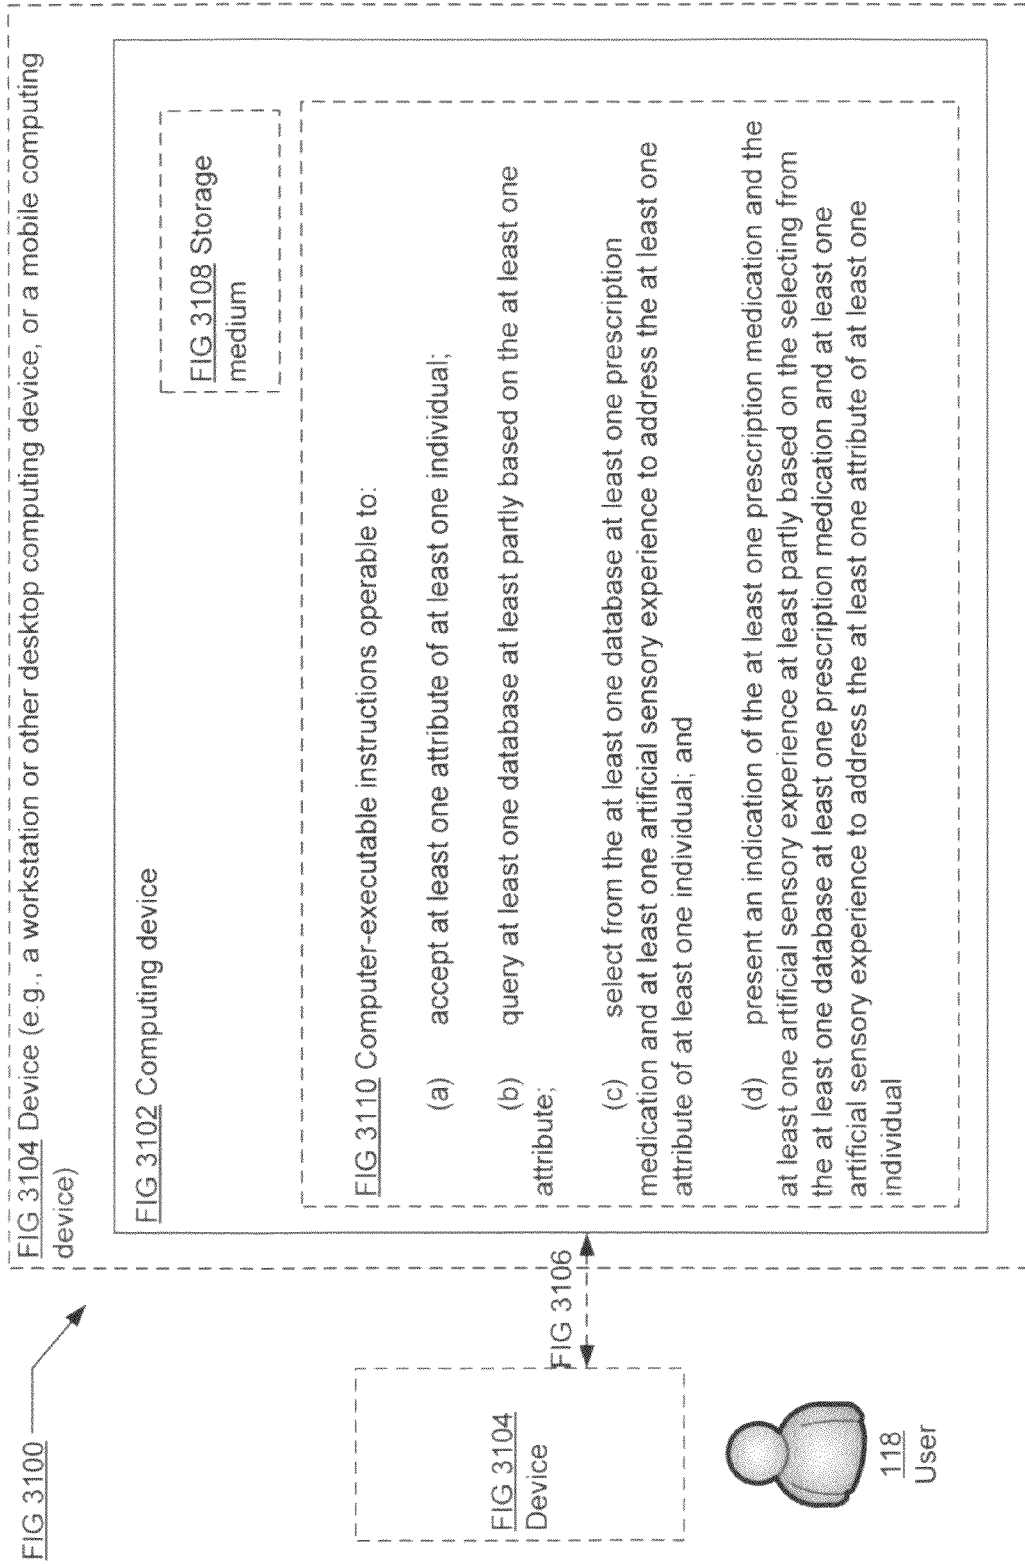 FIG 3100
FIG 3104 Device (e.g., a workstation or other desktop computing device, or a mobile computing
device)
FIG 3102 Computing device
FIG 3108 Storage
medium
FIG 3110 Computer-executable instructions operable to:
(a) accept at least one attribute of at least one individual;
(b) query at least one database at least partly based on the at least one
attribute;
(c) select from the at least one database at least one prescription
medication and at least one artificial sensory experience to address the at least one
attribute of at least one individual; and
(d) present an indication of the at least one prescription medication and the
at least one artificial sensory experience at least partly based on the selecting from
the at least one database at least one prescription medication and at least one
artificial sensory experience to address the at least one attribute of at least one
individual
FIG 3106
FIG 3104
Device
118
User